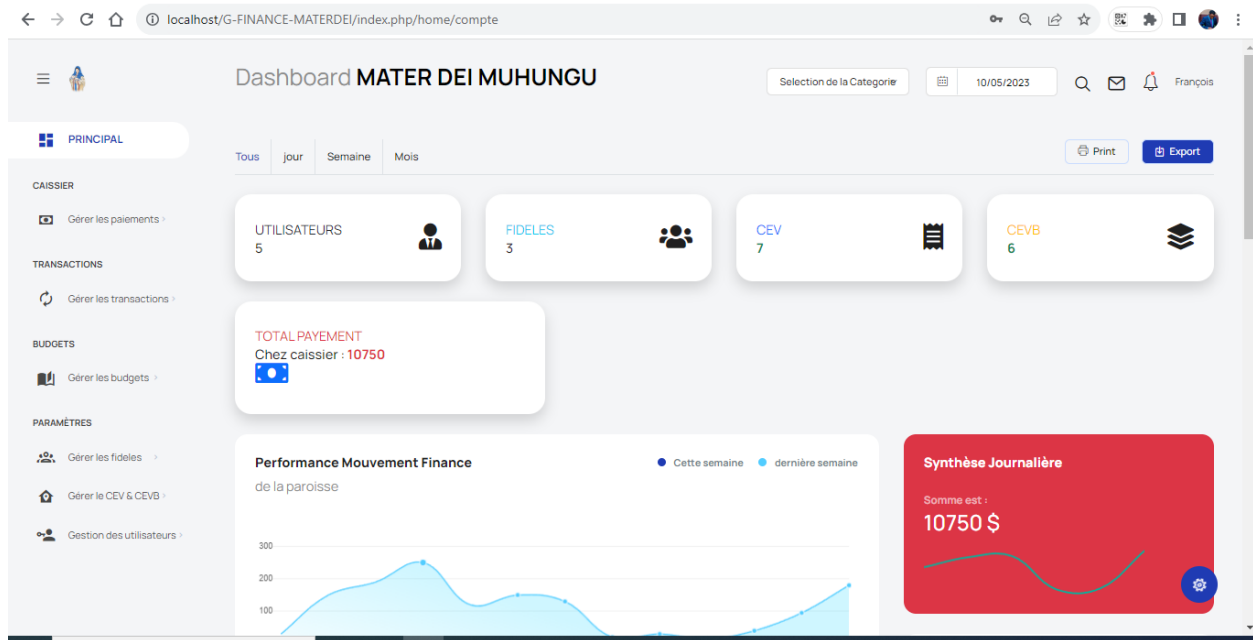 localhost/G-FINANCE-MATERDEI/index.php/home/compte
Dashboard MATER DEI MUHUNGU
Selection de la Categorie
10/05/2023
Français
PRINCIPAL
Tous jour Semaine Mois
Print
Export
CAISSIER
Gérer les paiements
TRANSACTIONS
Gérer les transactions
BUDGETS
Gérer les budgets
PARAMÈTRES
Gérer les fideles
Gérer le CEV & CEVB
Gestion des utilisateurs
UTILISATEURS
5
FIDELES
3
CEV
7
CEVB
6
TOTAL PAYEMENT
Chez caissier : 10750
Performance Mouvement Finance
de la paroisse
Cette semaine
dernière semaine
300
200
100
Synthèse Journalière
Somme est :
10750 $